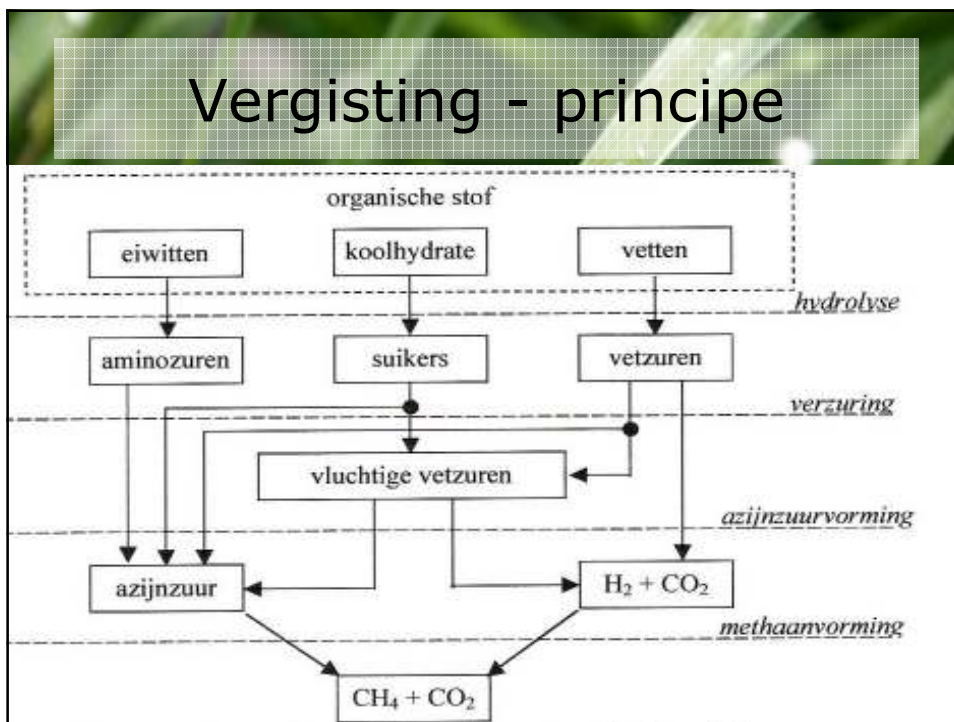 Vergisting - principe
organische stof
eiwitten koolhydrate vetten
hydrolyse
aminozuren suikers vetzuren
verzuring
vluchtige vetzuren
azijnzuurvorming
azijnzuur H₂ + CO₂
methaanvorming
CH₄ + CO₂